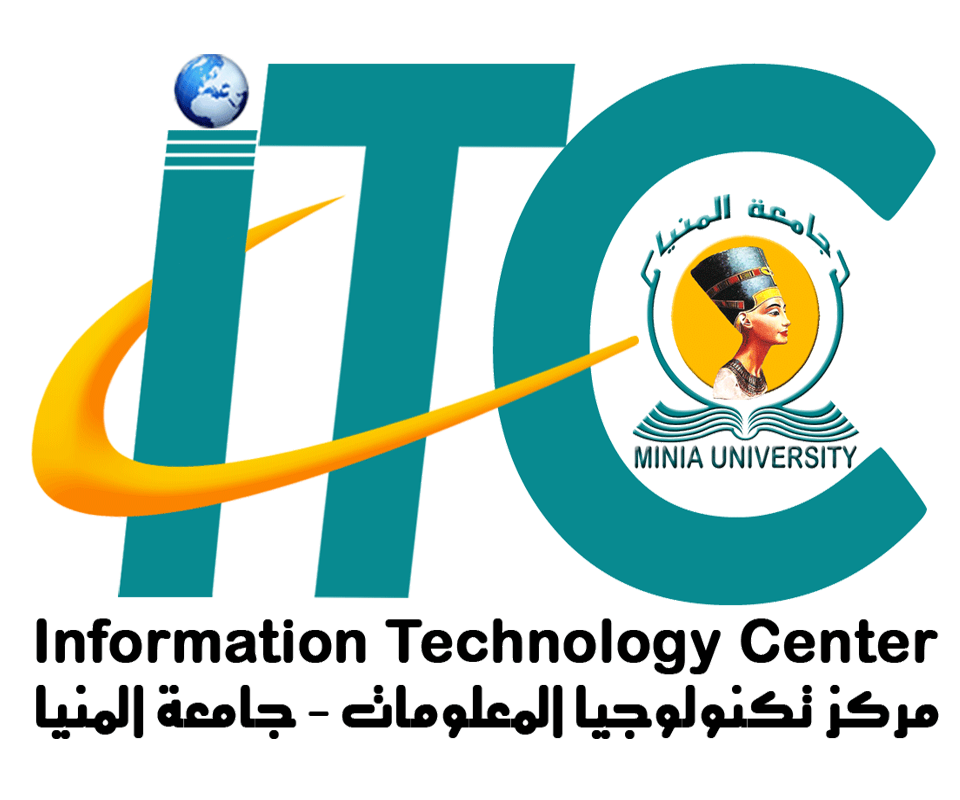 iTC
جامعة المنيا
MINIA UNIVERSITY
Information Technology Center
مركز تكنولوجيا المعلومات - جامعة المنيا